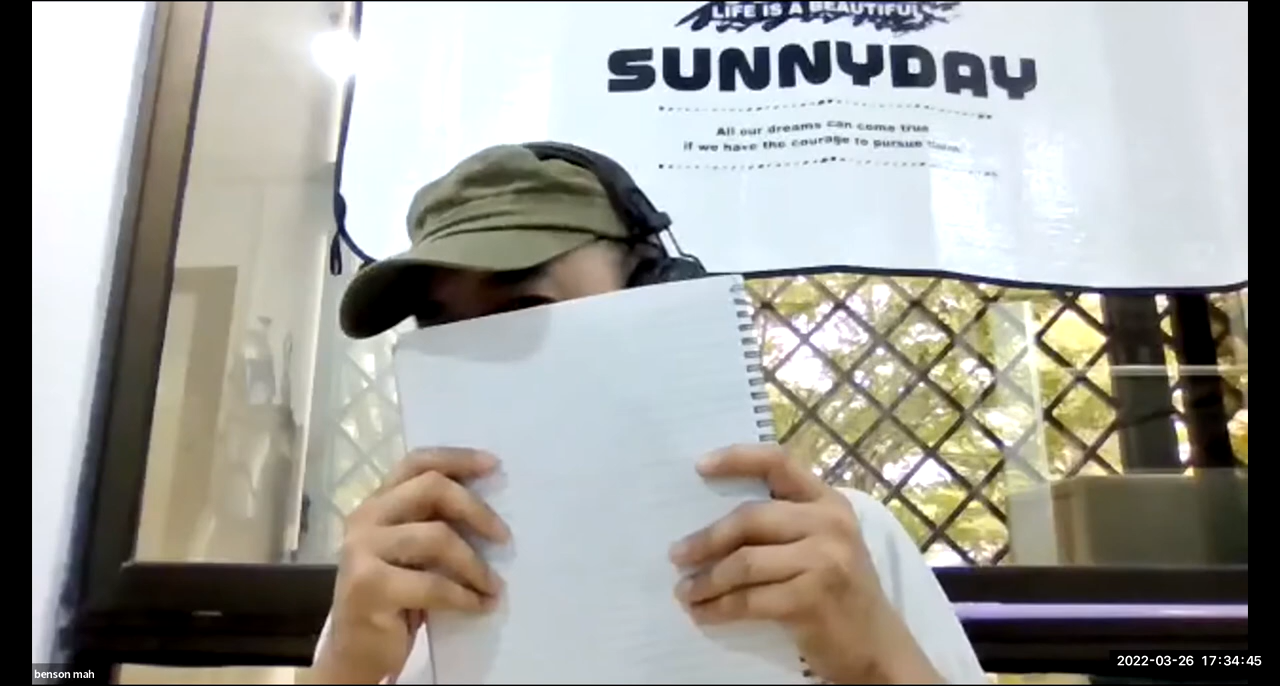 LIFE IS A BEAUTIFUL
SUNNYDAY
All our dreams can come true
if we have the courage to pursue them
2022-03-26 17:34:45
benson mah